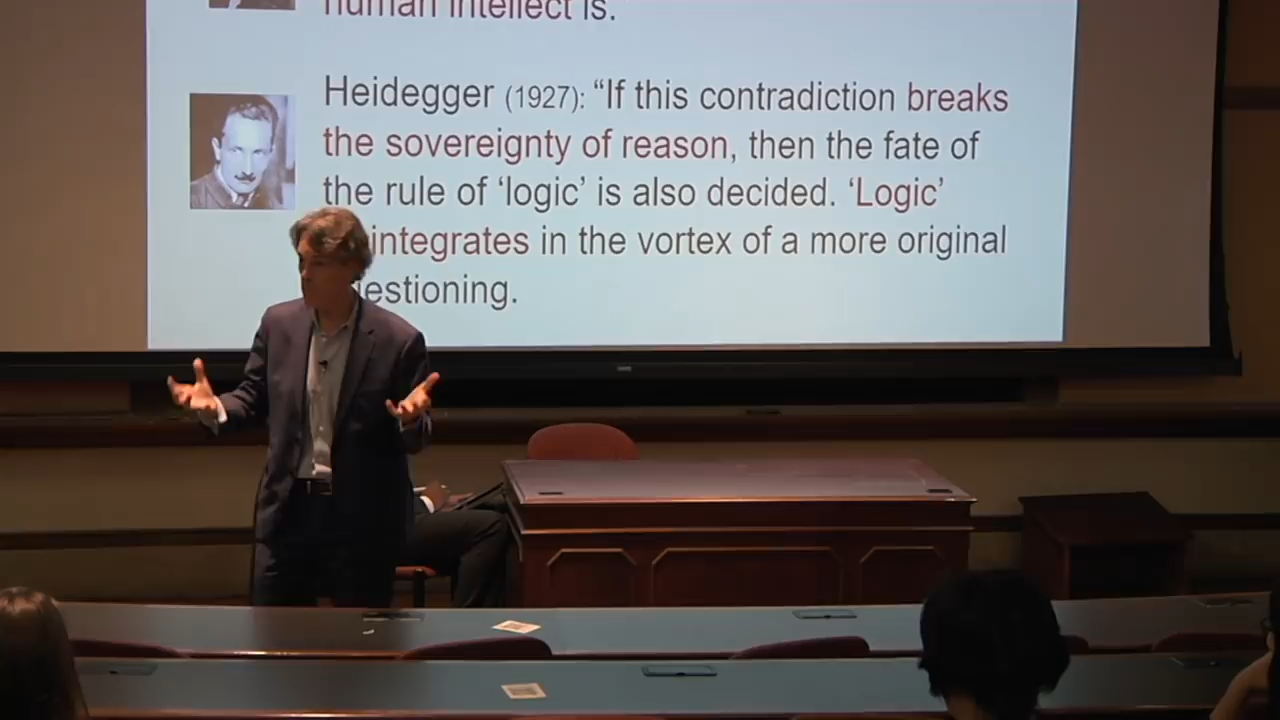 human intellect is.
Heidegger (1927): “If this contradiction breaks
the sovereignty of reason, then the fate of
the rule of ‘logic’ is also decided. ‘Logic’
integrates in the vortex of a more original
estioning.